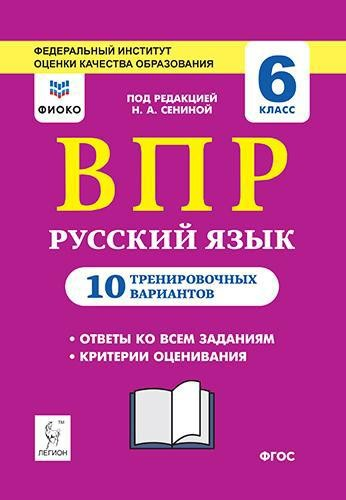 ФЕДЕРАЛЬНЫЙ ИНСТИТУТ
ОЦЕНКИ КАЧЕСТВА ОБРАЗОВАНИЯ
ФИОКО
ПОД РЕДАКЦИЕЙ
Н. А. СЕНИНОЙ
6
КЛАСС
ВПР
РУССКИЙ ЯЗЫК
10 ТРЕНИРОВОЧНЫХ
ВАРИАНТОВ
• ОТВЕТЫ КО ВСЕМ ЗАДАНИЯМ
• КРИТЕРИИ ОЦЕНИВАНИЯ
TM
ЛЕГИОН
ФГОС